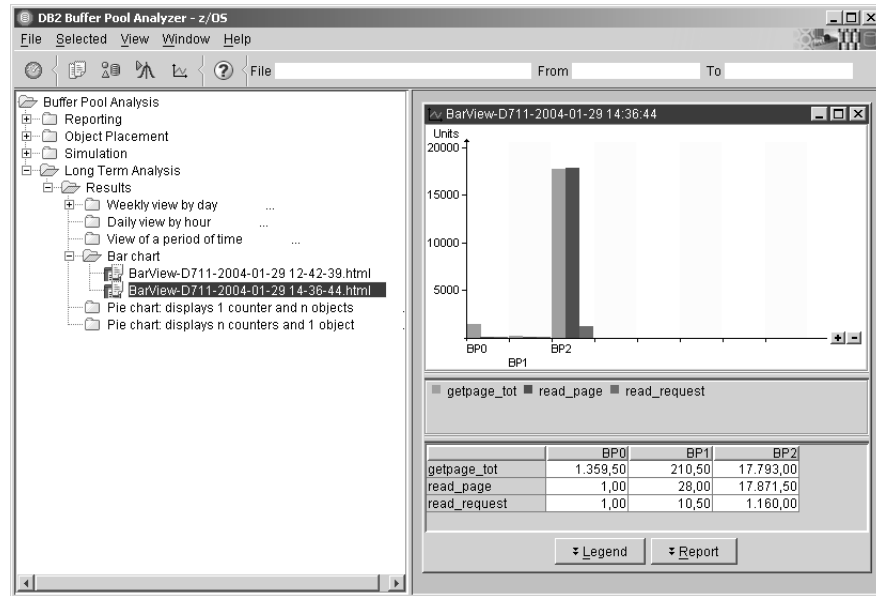 DB2 Buffer Pool Analyzer - z/OS
File Selected View Window Help
File From To
Buffer Pool Analysis
Reporting
Object Placement
Simulation
Long Term Analysis
Results
Weekly view by day ...
Daily view by hour ...
View of a period of time ...
Bar chart
BarView-D711-2004-01-29 12-42-39.html
BarView-D711-2004-01-29 14-36-44.html
Pie chart: displays 1 counter and n objects
Pie chart: displays n counters and 1 object
BarView-D711-2004-01-29 14:36:44
Units
20000
15000
10000
5000
BP0 BP2
BP1
getpage_tot read_page read_request
BP0 BP1 BP2
getpage_tot 1.359,50 210,50 17.793,00
read_page 1,00 28,00 17.871,50
read_request 1,00 10,50 1.160,00
Legend Report